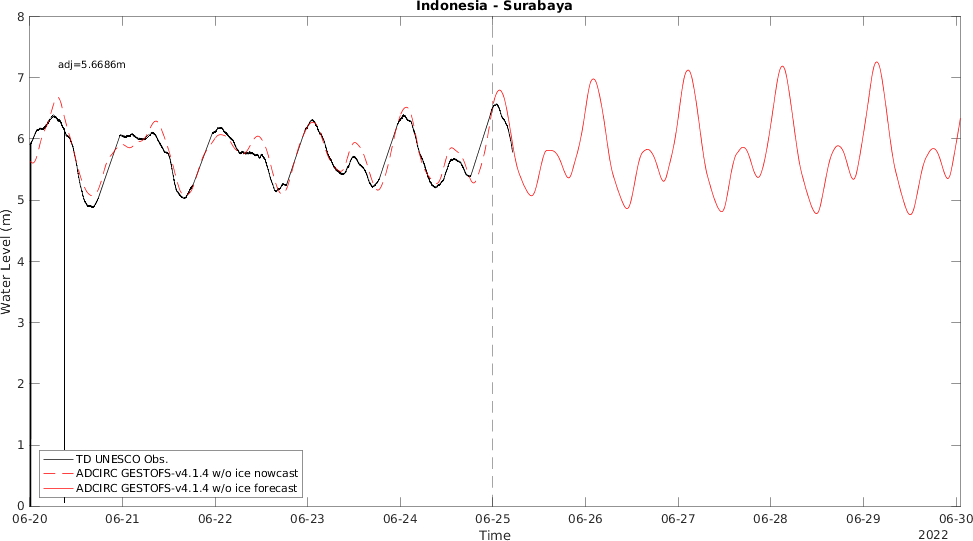 Indonesia - Surabaya
8
adj=5.6686m
7
6
5
4
3
2
1
0
Water Level (m)
TD UNESCO Obs.
ADCIRC GESTOFS-v4.1.4 w/o ice nowcast
ADCIRC GESTOFS-v4.1.4 w/o ice forecast
06-20 06-21 06-22 06-23 06-24 06-25 06-26 06-27 06-28 06-29 06-30
Time
2022